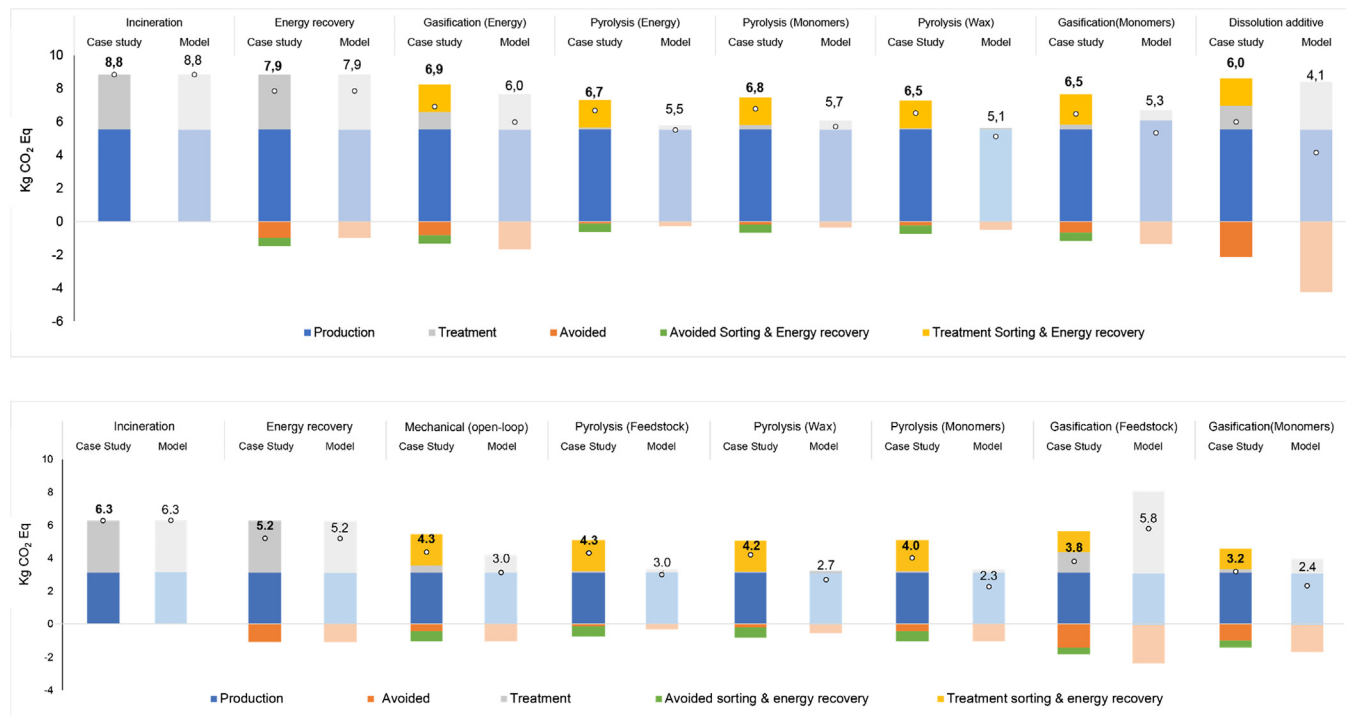 Incineration Energy recovery Gasification (Energy) Pyrolysis (Energy) Pyrolysis (Monomers) Pyrolysis (Wax) Gasification(Monomers) Dissolution additive
Case study Model Case study Model Case study Model Case study Model Case study Model Case study Model Case study Model Case study Model
8,8 8,8 7,9 7,9 6,9 6,0 6,7 5,5 6,8 5,7 6,5 5,1 6,5 5,3 6,0 4,1
Kg CO2 Eq
10
8
6
4
2
0
-2
-4
-6
Production Treatment Avoided Avoided Sorting & Energy recovery Treatment Sorting & Energy recovery
Incineration Energy recovery Mechanical (open-loop) Pyrolysis (Feedstock) Pyrolysis (Wax) Pyrolysis (Monomers) Gasification (Feedstock) Gasification(Monomers)
Case Study Model Case Study Model Case Study Model Case Study Model Case Study Model Case Study Model Case Study Model Case Study Model
6.3 6.3 5.2 5.2 4.3 3.0 4.3 3.0 4.2 2.7 4.0 2.3 3.8 5.8 3.2 2.4
Kg CO2 Eq
10
8
6
4
2
0
-2
-4
Production Avoided Treatment Avoided sorting & energy recovery Treatment sorting & energy recovery